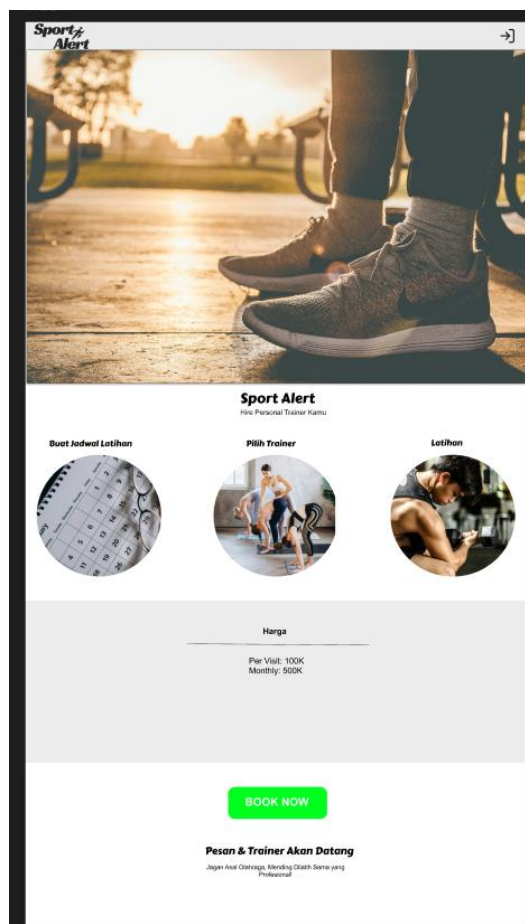 Sport
Alert
Sport Alert
Hire Personal Trainer Kamu
Buat Jadwal Latihan
Pilih Trainer
Latihan
Harga
Per Visit: 100K
Monthly: 500K
BOOK NOW
Pesan & Trainer Akan Datang
Jagan Asal Olahraga, Mending Dilatih Sama yang
Profesional!